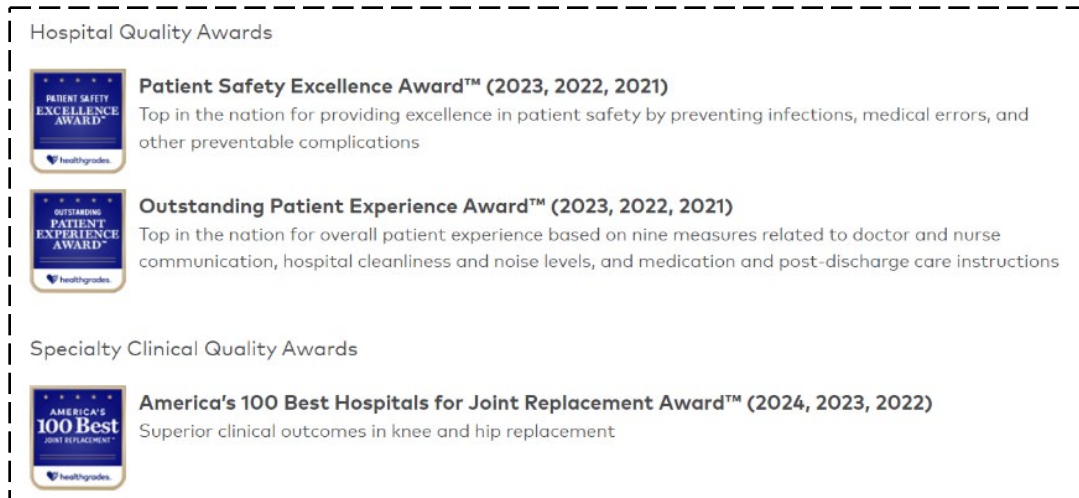 Hospital Quality Awards
PATIENT SAFETY
EXCELLENCE
AWARD™
healthgrades.
Patient Safety Excellence Award™ (2023, 2022, 2021)
Top in the nation for providing excellence in patient safety by preventing infections, medical errors, and
other preventable complications
OUTSTANDING
PATIENT
EXPERIENCE
AWARD™
healthgrades.
Outstanding Patient Experience Award™ (2023, 2022, 2021)
Top in the nation for overall patient experience based on nine measures related to doctor and nurse
communication, hospital cleanliness and noise levels, and medication and post-discharge care instructions
Specialty Clinical Quality Awards
AMERICA'S
100 Best
JOINT REPLACEMENT™
healthgrades.
America's 100 Best Hospitals for Joint Replacement Award™ (2024, 2023, 2022)
Superior clinical outcomes in knee and hip replacement